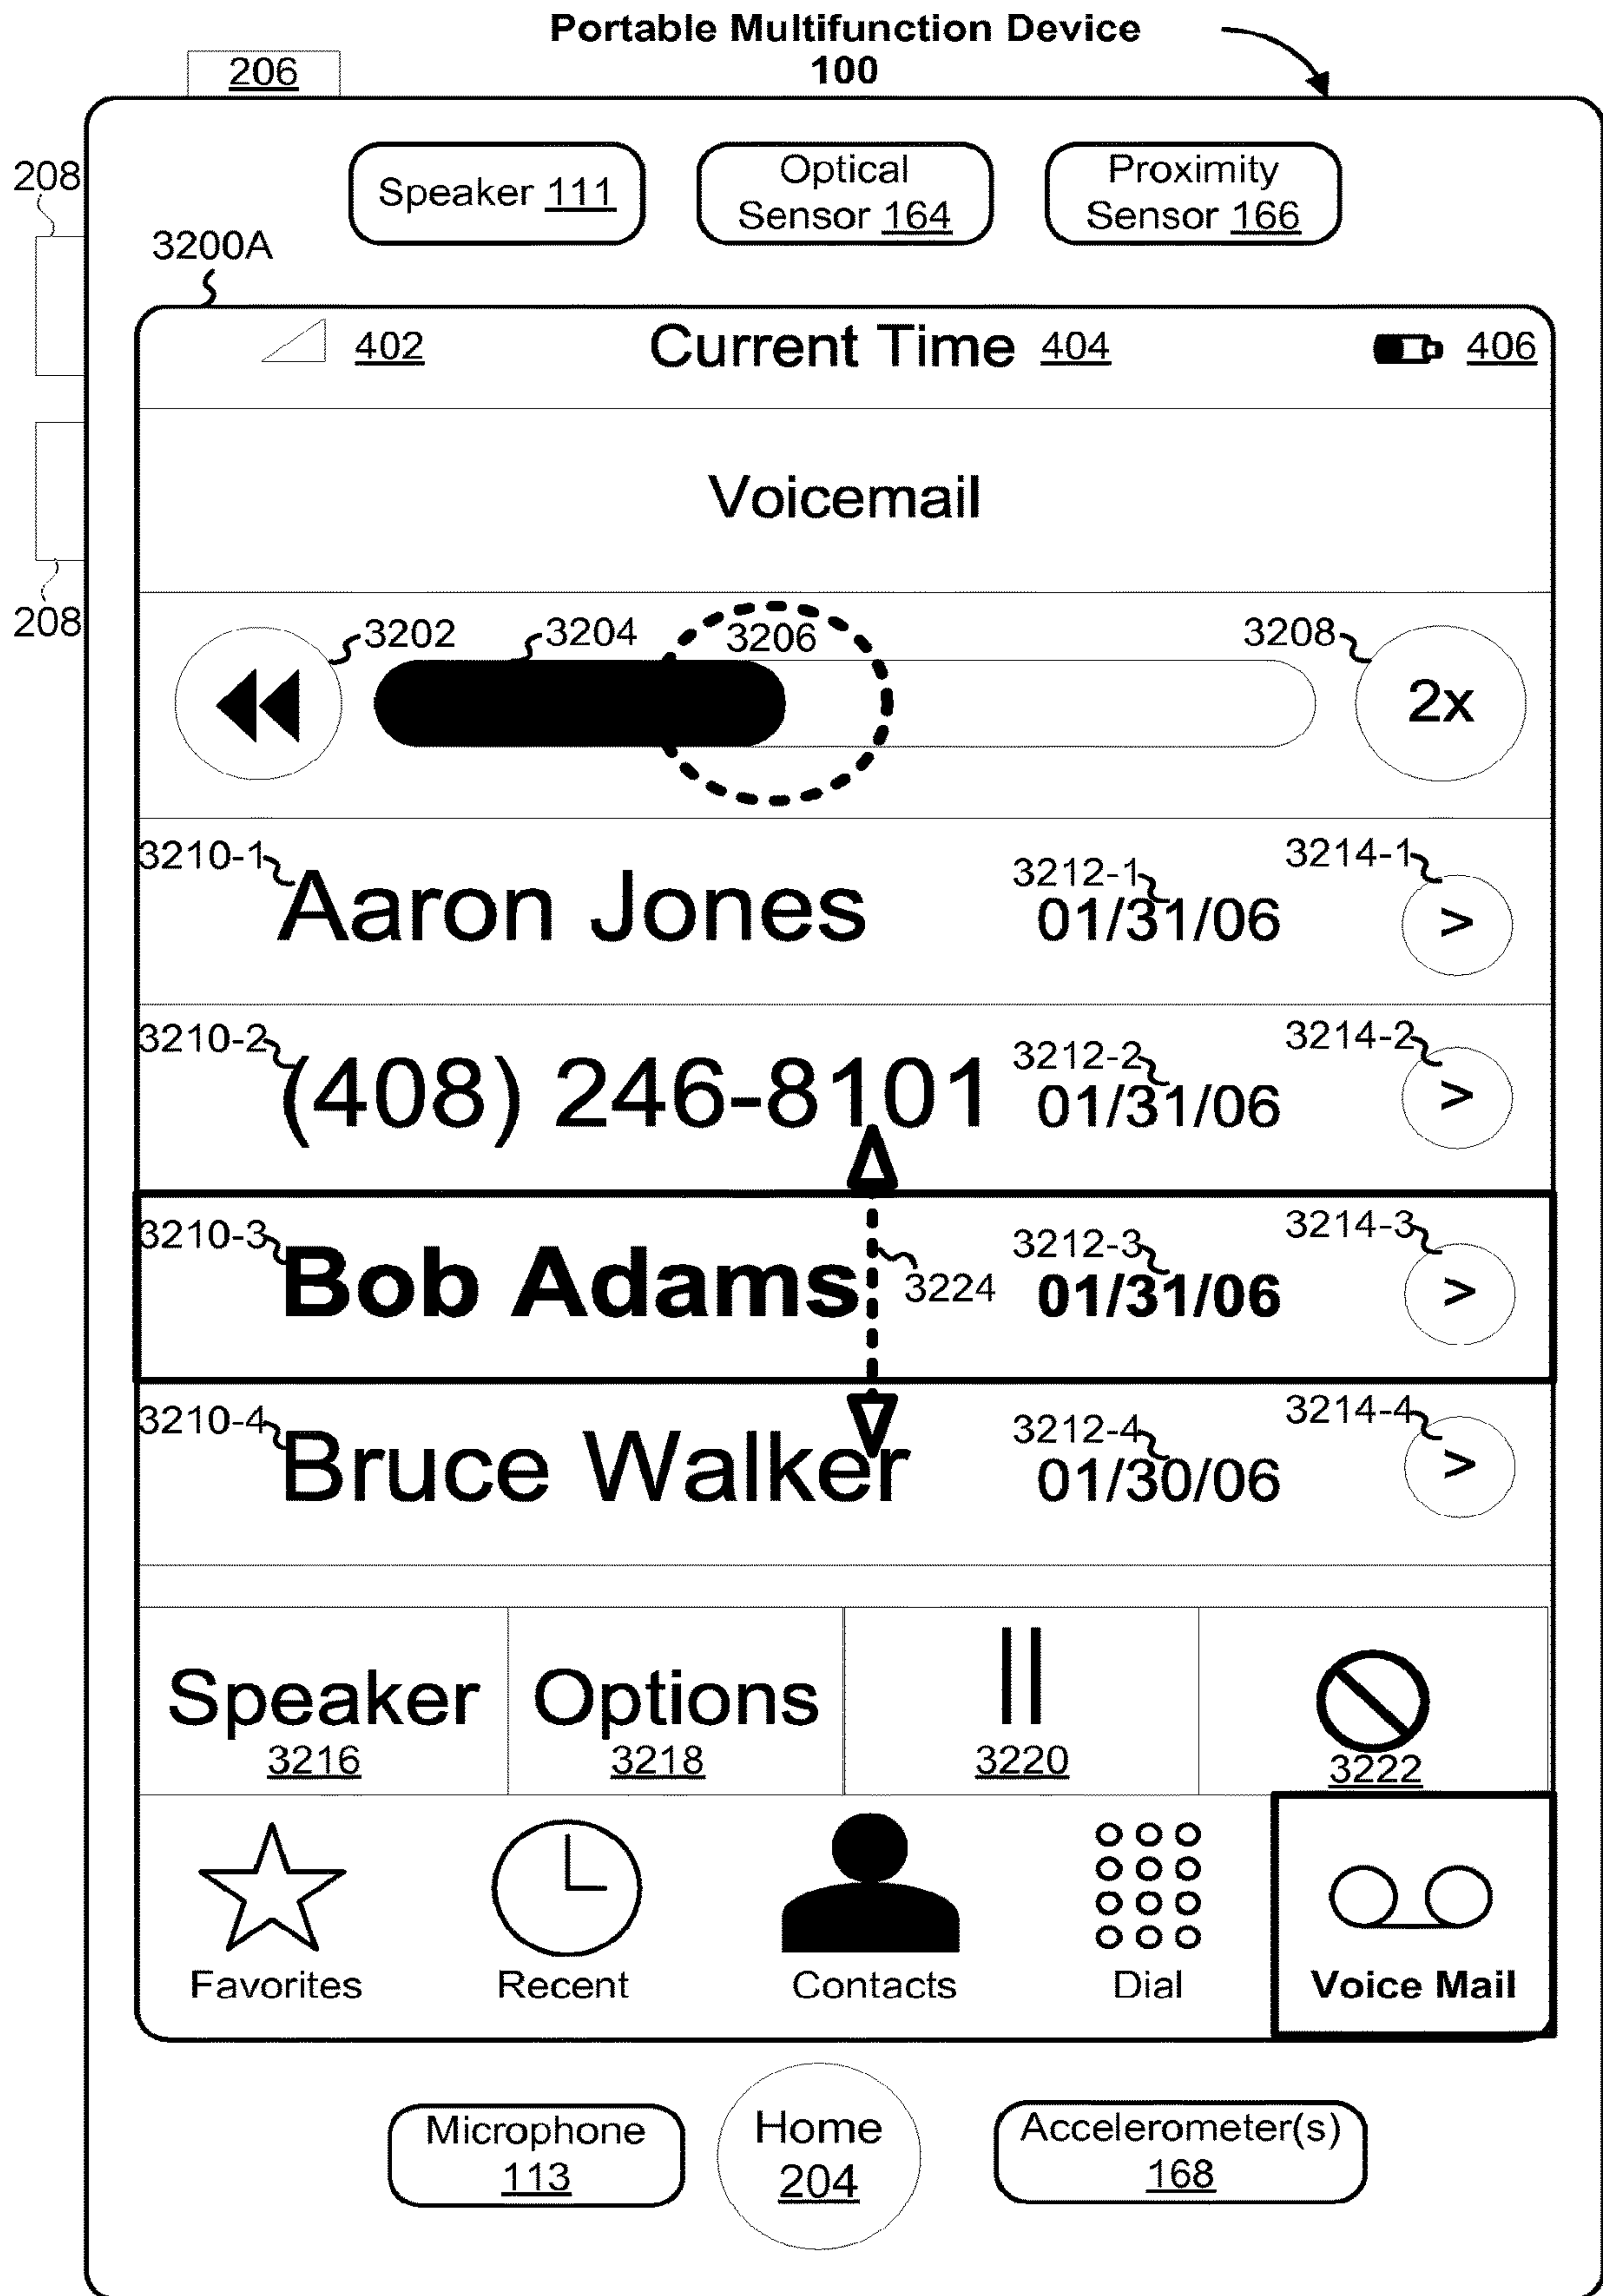 Portable Multifunction Device
100
206
208
Speaker 111
Optical
Sensor 164
Proximity
Sensor 166
3200A
402
Current Time 404
406
Voicemail
208
3202
3204
3206
3208
2x
3210-1
Aaron Jones
3212-1
01/31/06
3214-1
>
3210-2
(408) 246-8101
3212-2
01/31/06
3214-2
>
3210-3
Bob Adams
3224
3212-3
01/31/06
3214-3
>
3210-4
Bruce Walker
3212-4
01/30/06
3214-4
>
Speaker
3216
Options
3218
3220
3222
Favorites
Recent
Contacts
Dial
Voice Mail
Microphone
113
Home
204
Accelerometer(s)
168